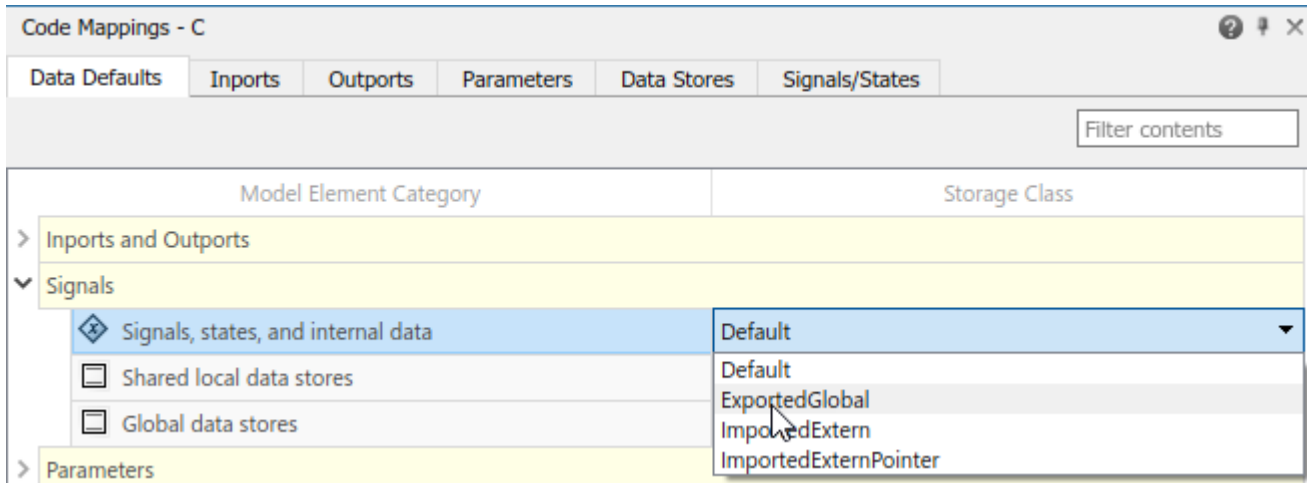 Code Mappings - C
Data Defaults Inports Outports Parameters Data Stores Signals/States
Filter contents
Model Element Category Storage Class
Inports and Outports
Signals
Signals, states, and internal data Default
Default
Shared local data stores
ExportedGlobal
Global data stores
ImportedExtern
ImportedExternPointer
Parameters